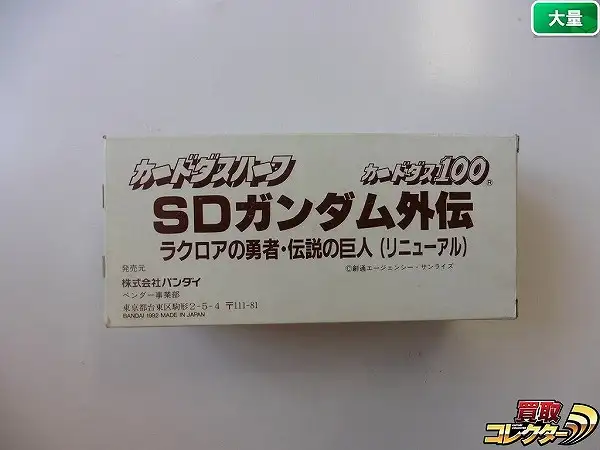 大量
カードダスハーフ カードダス100®
SDガンダム外伝
ラクロアの勇者・伝説の巨人(リニューアル)
発売元
©創通エージェンシー・サンライズ
株式会社バンダイ
ベンダー事業部
東京都台東区駒形2-5-4 〒111-81
BANDAI 1992 MADE IN JAPAN
買取
コレクター